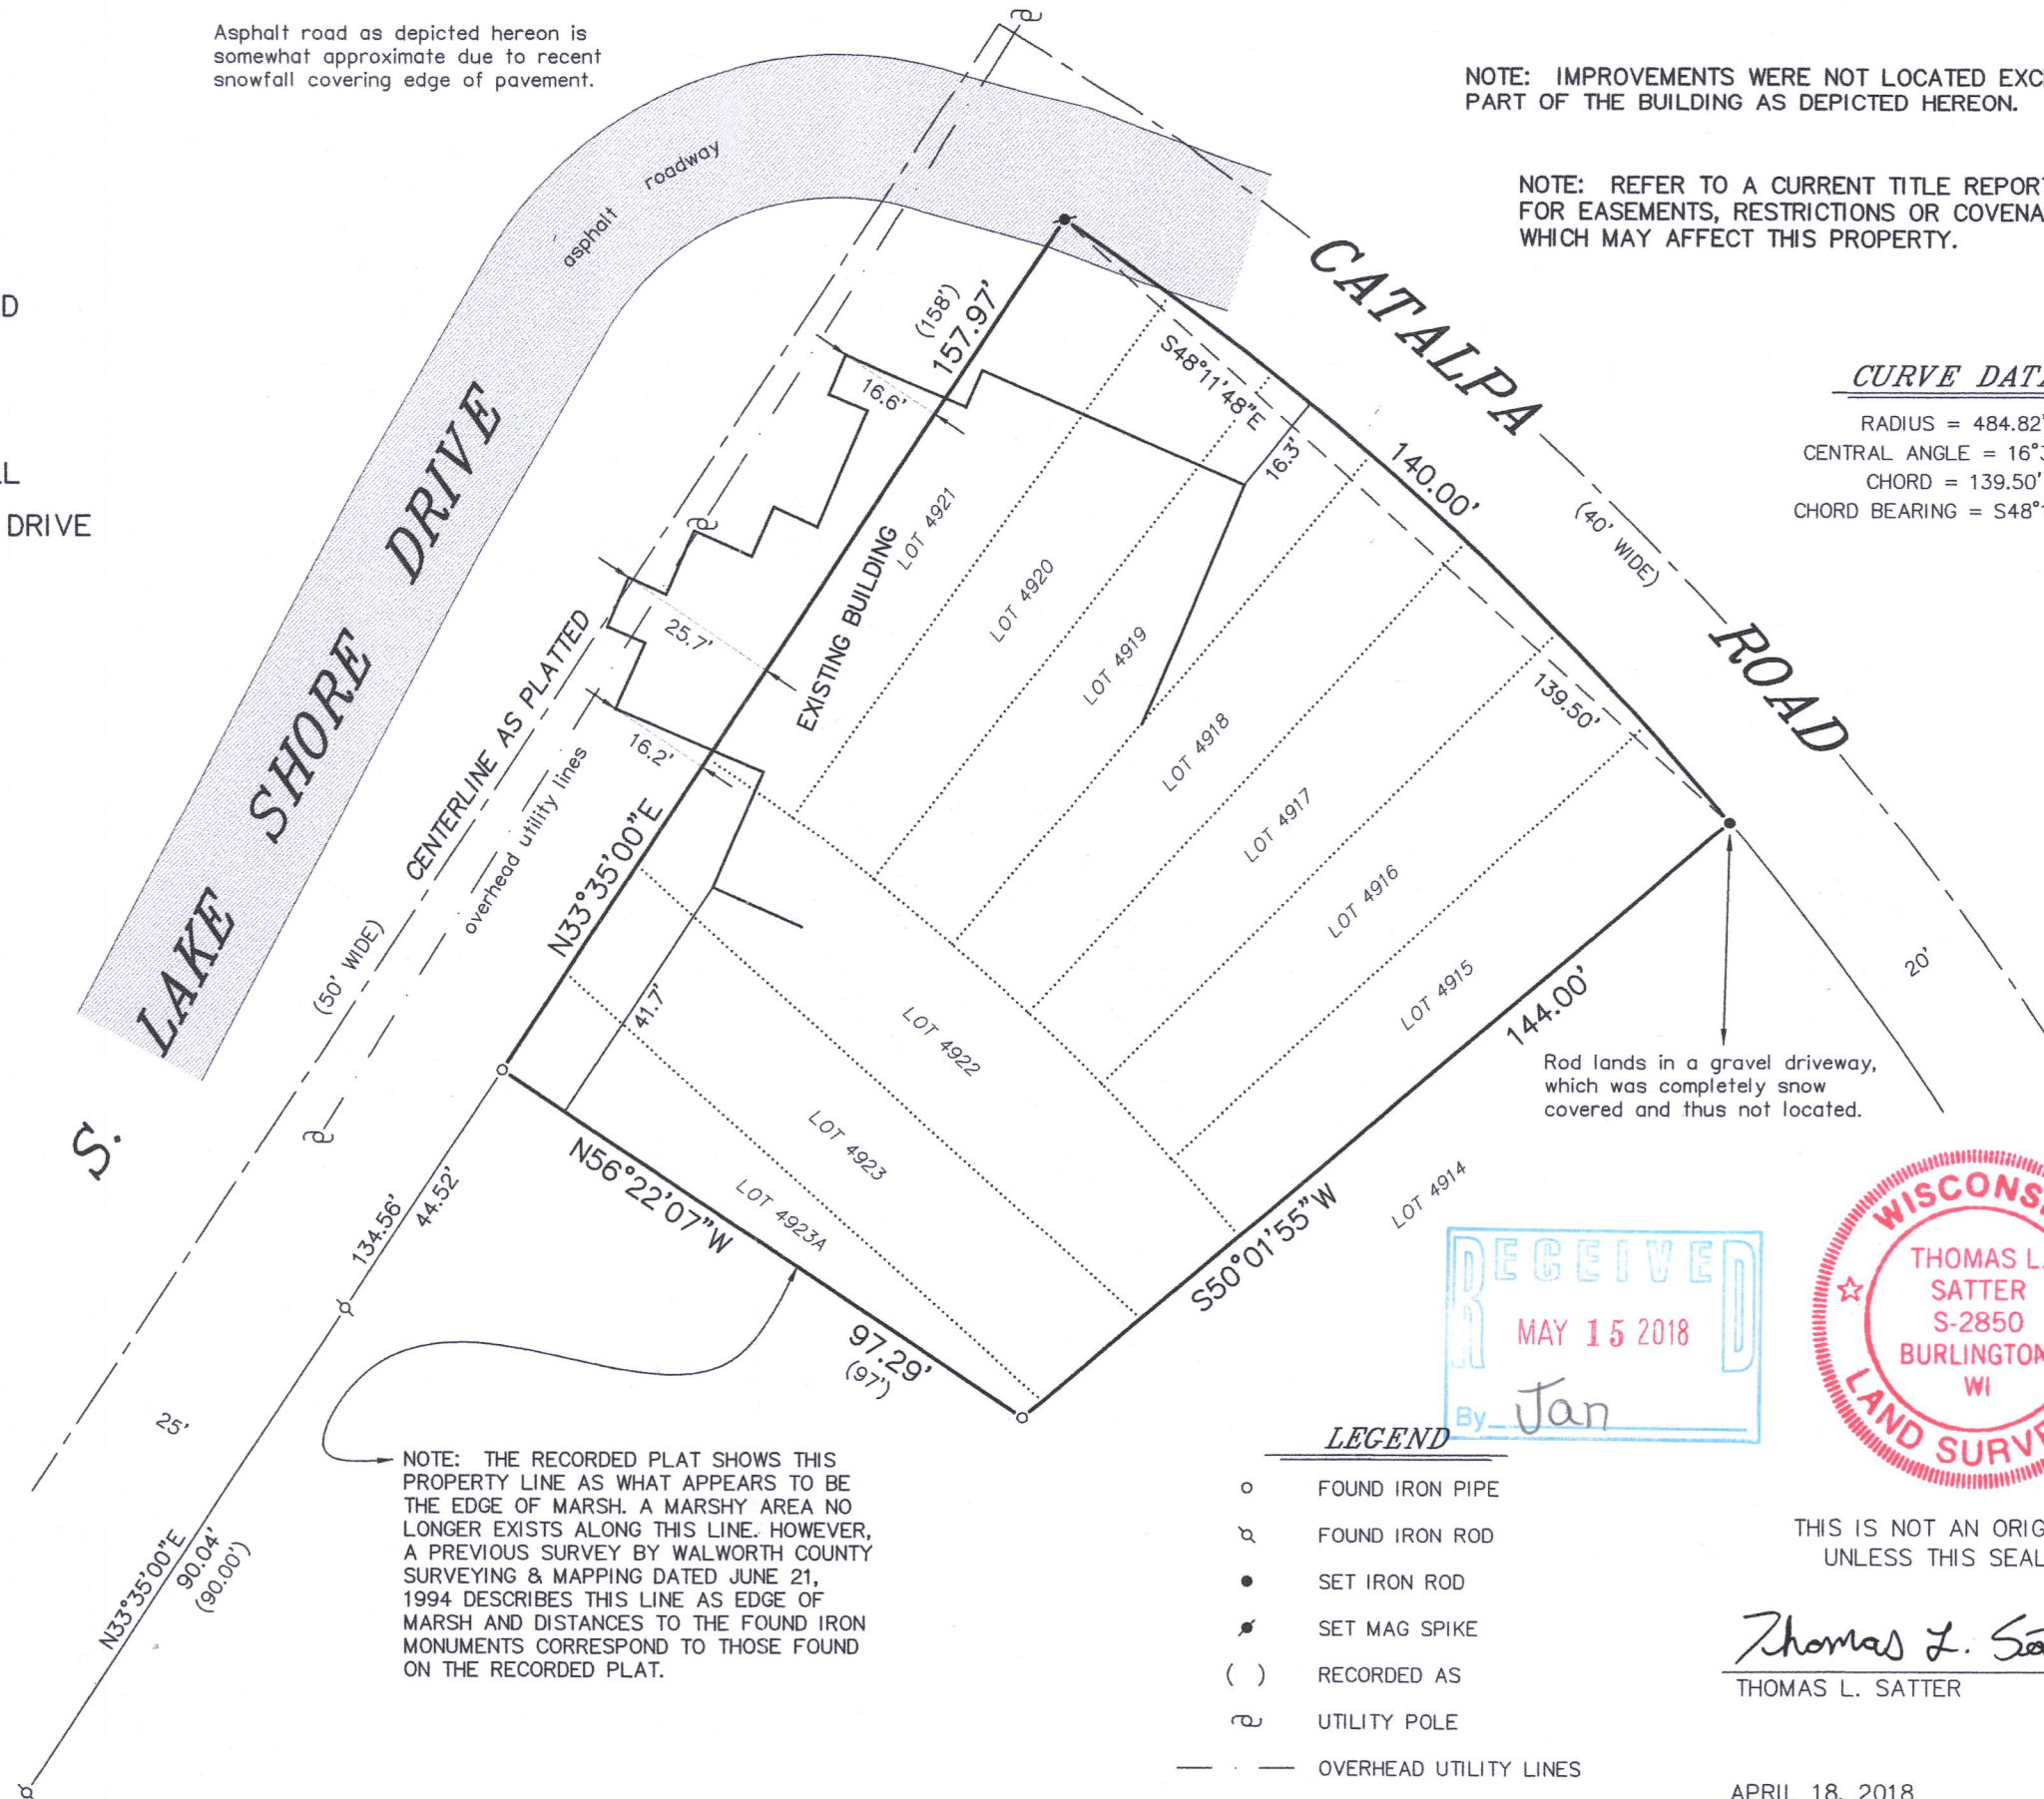 Asphalt road as depicted hereon is
somewhat approximate due to recent
snowfall covering edge of pavement.
NOTE: IMPROVEMENTS WERE NOT LOCATED EXC
PART OF THE BUILDING AS DEPICTED HEREON.
NOTE: REFER TO A CURRENT TITLE REPORT
FOR EASEMENTS, RESTRICTIONS OR COVENA
WHICH MAY AFFECT THIS PROPERTY.
D
LL
DRIVE
CURVE DATA
RADIUS = 484.82'
CENTRAL ANGLE = 16°
CHORD = 139.50'
CHORD BEARING = S48°
asphalt roadway
S. LAKE SHORE DRIVE
CATALPA ROAD
(40' WIDE)
(158')
157.97'
16.6'
S48°11'48"E
16.3'
140.00'
139.50'
25.7'
16.2'
EXISTING BUILDING
CENTERLINE AS PLATTED
overhead utility lines
(50' WIDE)
N33°35'00"E
41.7'
LOT 4921
LOT 4920
LOT 4919
LOT 4918
LOT 4917
LOT 4916
LOT 4915
LOT 4914
LOT 4922
LOT 4923
LOT 4923A
144.00'
S50°01'55"W
20'
Rod lands in a gravel driveway,
which was completely snow
covered and thus not located.
N56°22'07"W
97.29'
(97')
134.56'
44.52'
25'
N33°35'00"E
90.04'
(90.00')
NOTE: THE RECORDED PLAT SHOWS THIS
PROPERTY LINE AS WHAT APPEARS TO BE
THE EDGE OF MARSH. A MARSHY AREA NO
LONGER EXISTS ALONG THIS LINE. HOWEVER,
A PREVIOUS SURVEY BY WALWORTH COUNTY
SURVEYING & MAPPING DATED JUNE 21,
1994 DESCRIBES THIS LINE AS EDGE OF
MARSH AND DISTANCES TO THE FOUND IRON
MONUMENTS CORRESPOND TO THOSE FOUND
ON THE RECORDED PLAT.
RECEIVED
MAY 15 2018
By Jan
WISCONS
THOMAS L.
SATTER
S-2850
BURLINGTON
WI
LAND SURVE
LEGEND
FOUND IRON PIPE
FOUND IRON ROD
SET IRON ROD
SET MAG SPIKE
( ) RECORDED AS
UTILITY POLE
OVERHEAD UTILITY LINES
THIS IS NOT AN ORIG
UNLESS THIS SEAL
Thomas L. Sa
THOMAS L. SATTER
APRIL 18, 2018